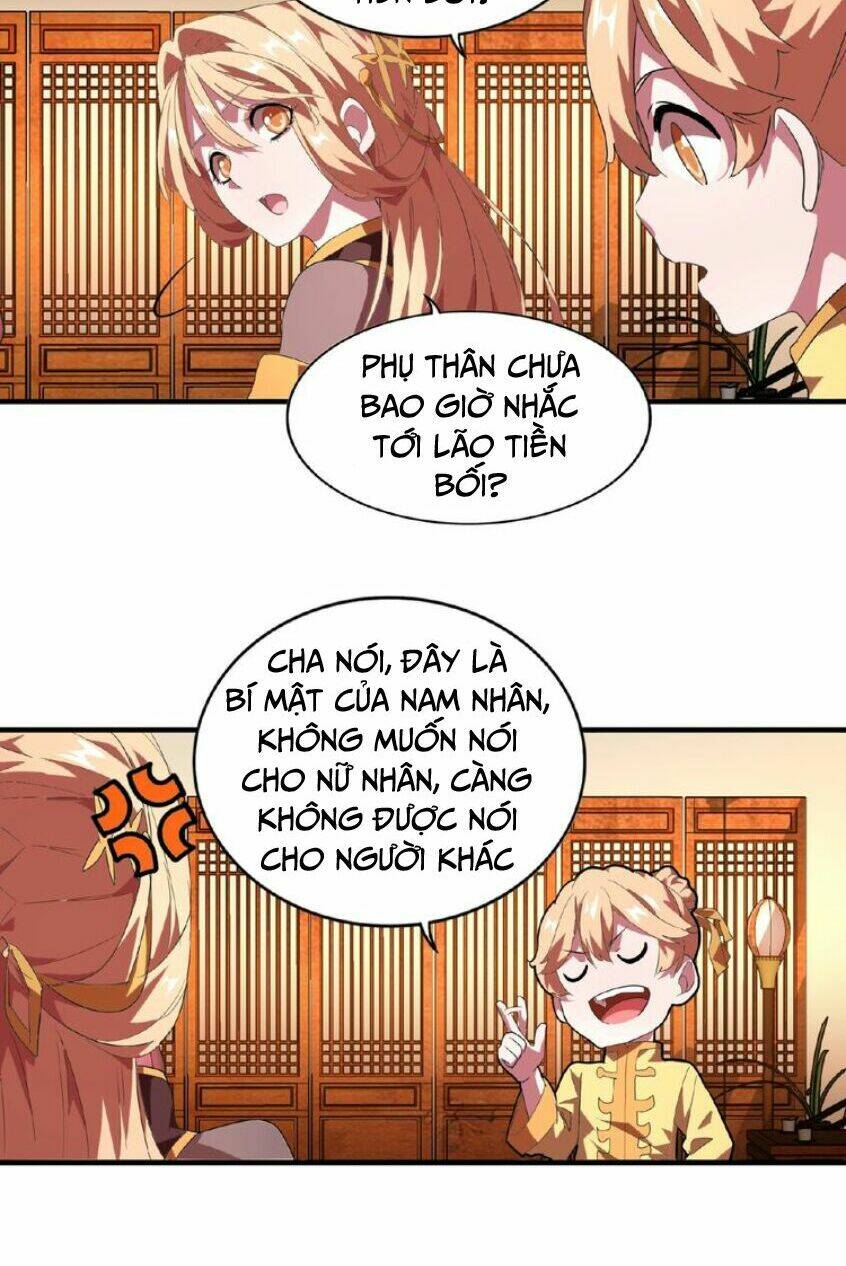 PHỤ THÂN CHƯA
BAO GIỜ NHẮC
TỚI LÃO TIỀN
BỐI?
CHA NÓI, ĐÂY LÀ
BÍ MẬT CỦA NAM NHÂN,
KHÔNG MUỐN NÓI
CHO NỮ NHÂN, CÀNG
KHÔNG ĐƯỢC NÓI
CHO NGƯỜI KHÁC